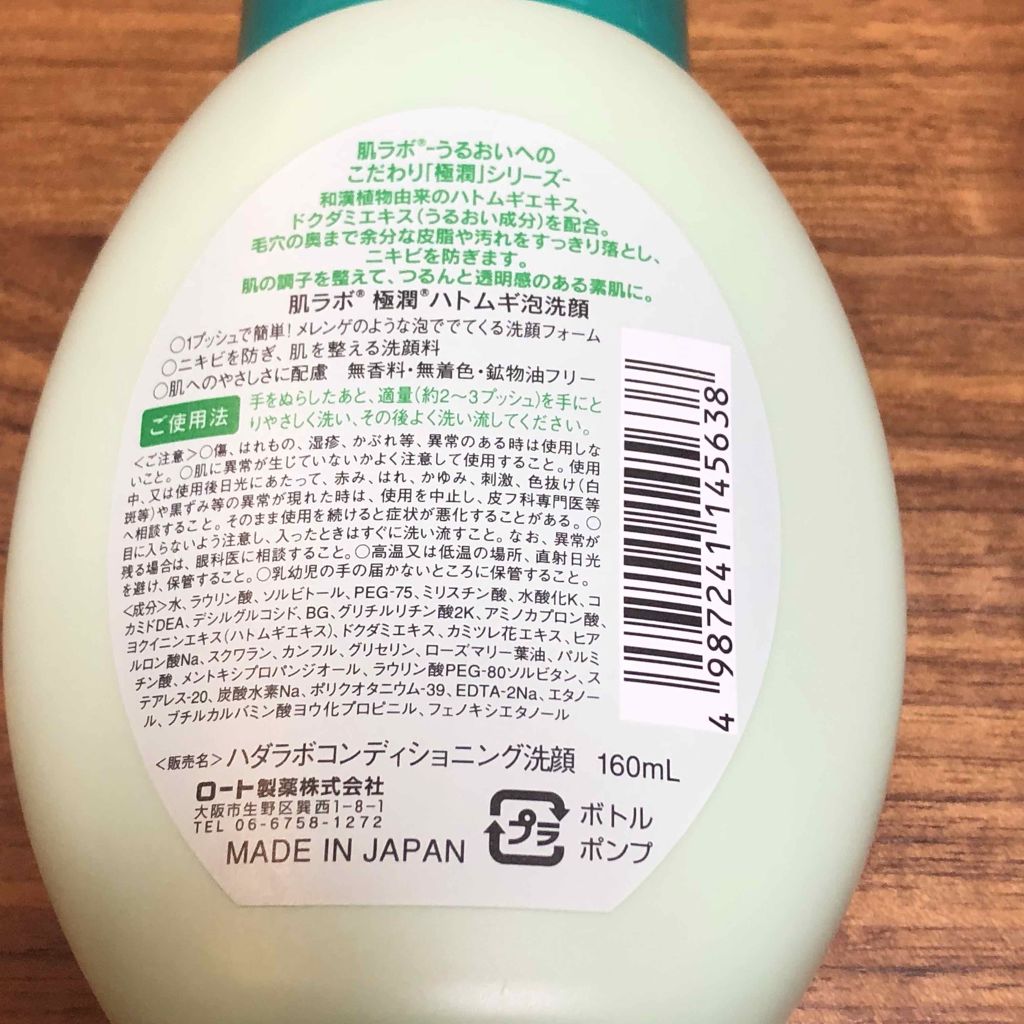 肌ラボ®-うるおいへの
こだわり「極潤」シリーズ-
和漢植物由来のハトムギエキス、
ドクダミエキス(うるおい成分)を配合。
毛穴の奥まで余分な皮脂や汚れをすっきり落とし、
ニキビを防ぎます。
肌の調子を整えて、つるんと透明感のある素肌に。
肌ラボ® 極潤®ハトムギ泡洗顔
○1プッシュで簡単!メレンゲのような泡ででてくる洗顔フォーム
○ニキビを防ぎ、肌を整える洗顔料
○肌へのやさしさに配慮 無香料・無着色・鉱物油フリー
ご使用法
手をぬらしたあと、適量(約2〜3プッシュ)を手にと
りやさしく洗い、その後よく洗い流してください。
<ご注意>○傷、はれもの、湿疹、かぶれ等、異常のある時は使用しな
いこと。○肌に異常が生じていないかよく注意して使用すること。使用
中、又は使用後日光にあたって、赤み、はれ、かゆみ、刺激、色抜け(白
斑等)や黒ずみ等の異常が現れた時は、使用を中止し、皮フ科専門医等
へ相談すること。そのまま使用を続けると症状が悪化することがある。○
目に入らないよう注意し、入ったときはすぐに洗い流すこと。なお、異常が
残る場合は、眼科医に相談すること。○高温又は低温の場所、直射日光
を避け、保管すること。○乳幼児の手の届かないところに保管すること。
<成分>水、ラウリン酸、ソルビトール、PEG-75、ミリスチン酸、水酸化K、コ
カミドDEA、デシルグルコシド、BG、グリチルリチン酸2K、アミノカプロン酸、
ヨクイニンエキス(ハトムギエキス)、ドクダミエキス、カミツレ花エキス、ヒア
ルロン酸Na、スクワラン、カンフル、グリセリン、ローズマリー葉油、パルミ
チン酸、メントキシプロパンジオール、ラウリン酸PEG-80ソルビタン、ス
テアレス-20、炭酸水素Na、ポリクオタニウム-39、EDTA-2Na、エタノー
ル、ブチルカルバミン酸ヨウ化プロピニル、フェノキシエタノール
4 987241 145638
<販売名>ハダラボコンディショニング洗顔 160mL
ロート製薬株式会社
大阪市生野区巽西1-8-1
TEL 06-6758-1272
MADE IN JAPAN
プラ
ボトル
ポンプ